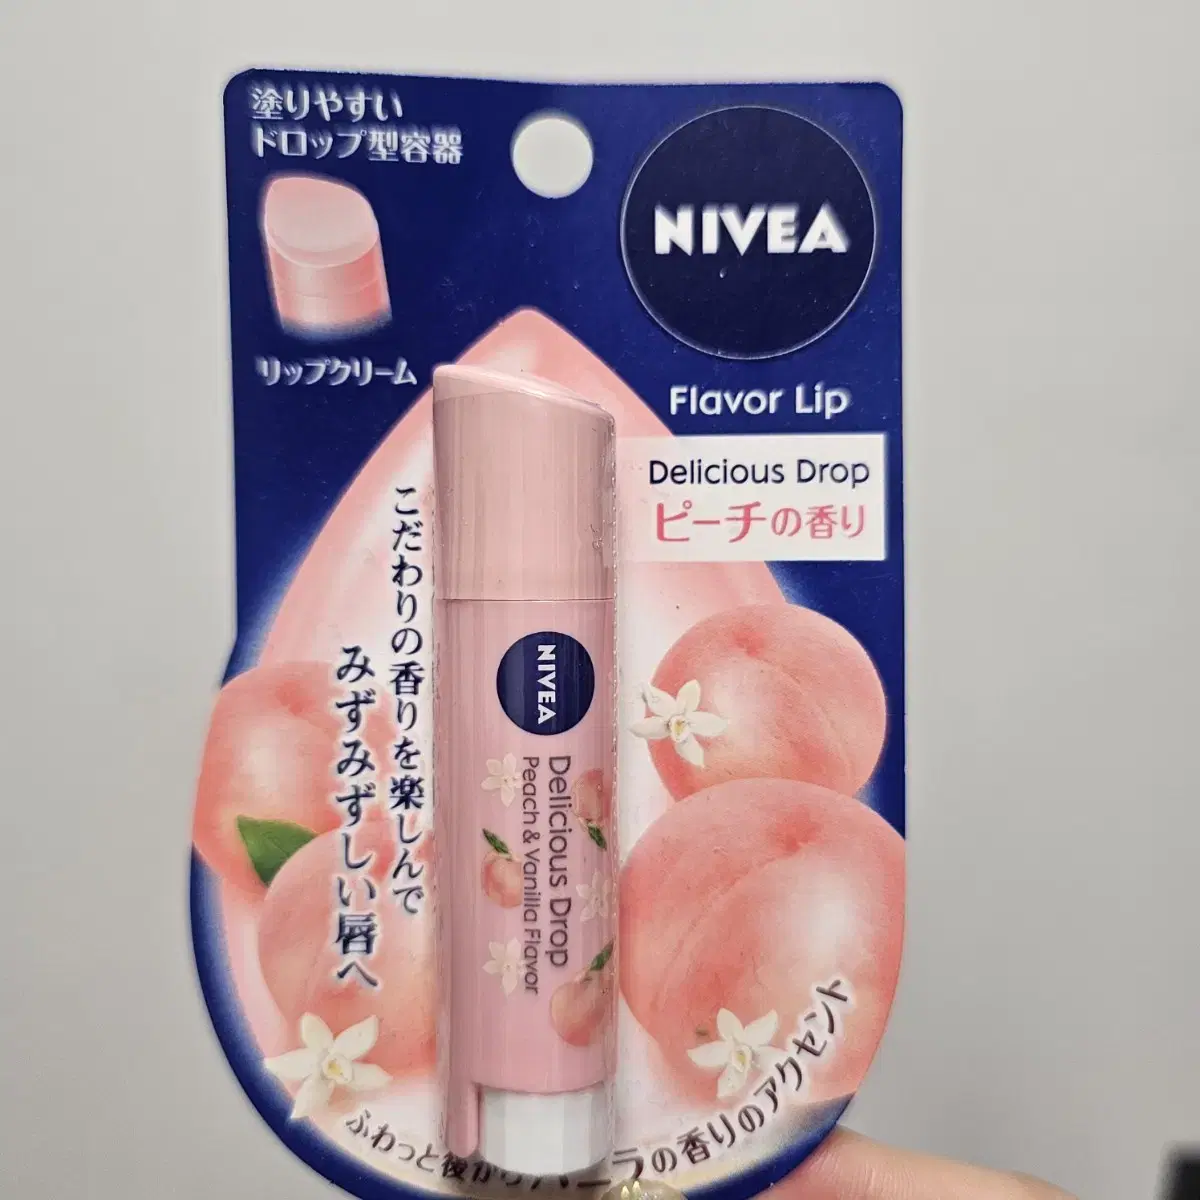 塗りやすい
ドロップ型容器
リップクリーム
NIVEA
Flavor Lip
Delicious Drop
ピーチの香り
こだわりの香りを楽しんで
みずみずしい唇へ
NIVEA
Delicious Drop
Peach & Vanilla Flavor
ふわっと後からバニラの香りのアクセント